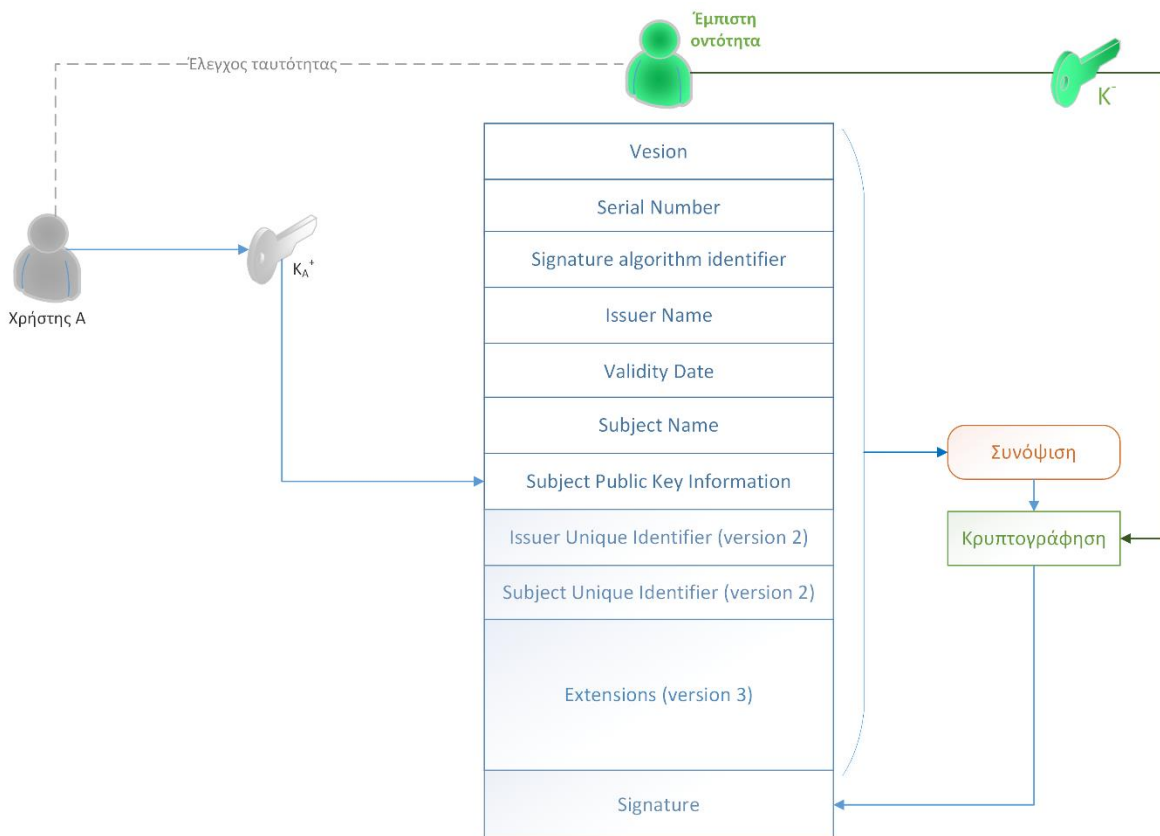 Έμπιστη
οντότητα
Έλεγχος ταυτότητας
K⁻
Vesion
Serial Number
Signature algorithm identifier
K_A⁺
Χρήστης Α
Issuer Name
Validity Date
Subject Name
Συνόψιση
Subject Public Key Information
Issuer Unique Identifier (version 2)
Κρυπτογράφηση
Subject Unique Identifier (version 2)
Extensions (version 3)
Signature